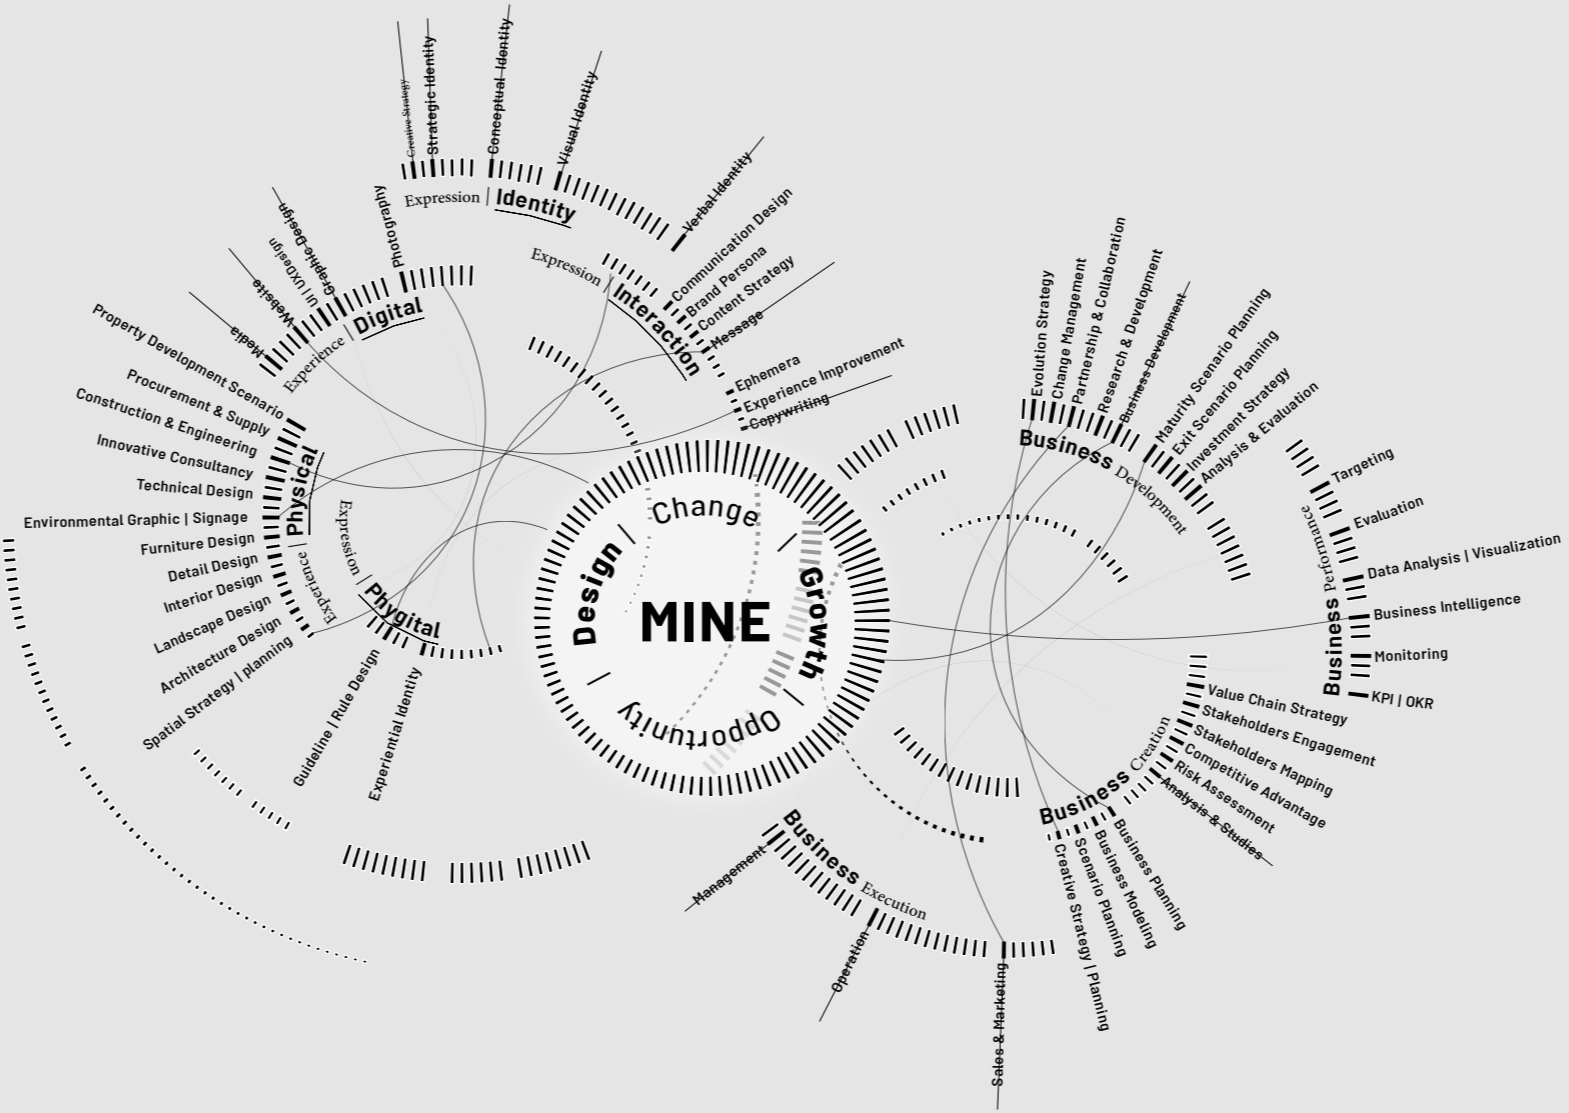 Creative Strategy
Strategic Identity
Conceptual Identity
Visual Identity
Verbal Identity
Expression | Identity
Photography
Graphic Design
UI | UX Design
Website
Media
Experience | Digital
Expression | Interaction
Communication Design
Brand Persona
Content Strategy
Message
Ephemera
Experience Improvement
Copywriting
Property Development Scenario
Procurement & Supply
Construction & Engineering
Innovative Consultancy
Technical Design
Environmental Graphic | Signage
Furniture Design
Detail Design
Interior Design
Landscape Design
Architecture Design
Spatial Strategy | planning
Experience | Physical
Expression | Phygital
Guideline | Rule Design
Experiential Identity
Change
Design
MINE
Growth
Opportunity
Evolution Strategy
Change Management
Partnership & Collaboration
Research & Development
Business Development
Maturity Scenario Planning
Exit Scenario Planning
Investment Strategy
Analysis & Evaluation
Business Development
Targeting
Evaluation
Data Analysis | Visualization
Business Intelligence
Monitoring
KPI | OKR
Business Performance
Value Chain Strategy
Stakeholders Engagement
Stakeholders Mapping
Competitive Advantage
Risk Assessment
Analysis & Studies
Business Creation
Business Planning
Business Modeling
Scenario Planning
Creative Strategy | Planning
Business Execution
Management
Operation
Sales & Marketing